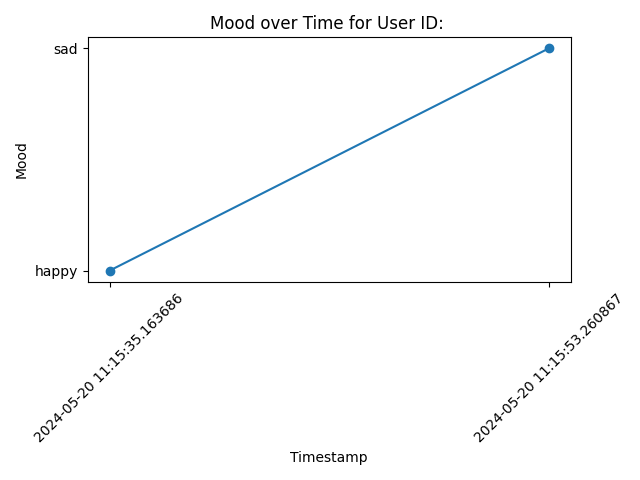 Mood over Time for User ID:
sad
Mood
happy
2024-05-20 11:15:35.163686
2024-05-20 11:15:53.260867
Timestamp